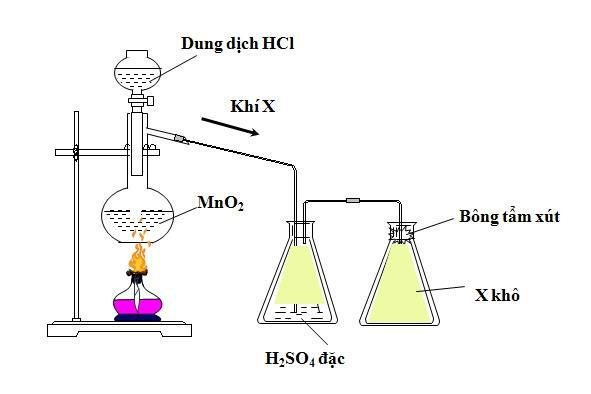 Dung dịch HCl
Khí X
MnO₂
Bông tẩm xút
X khô
H₂SO₄ đặc